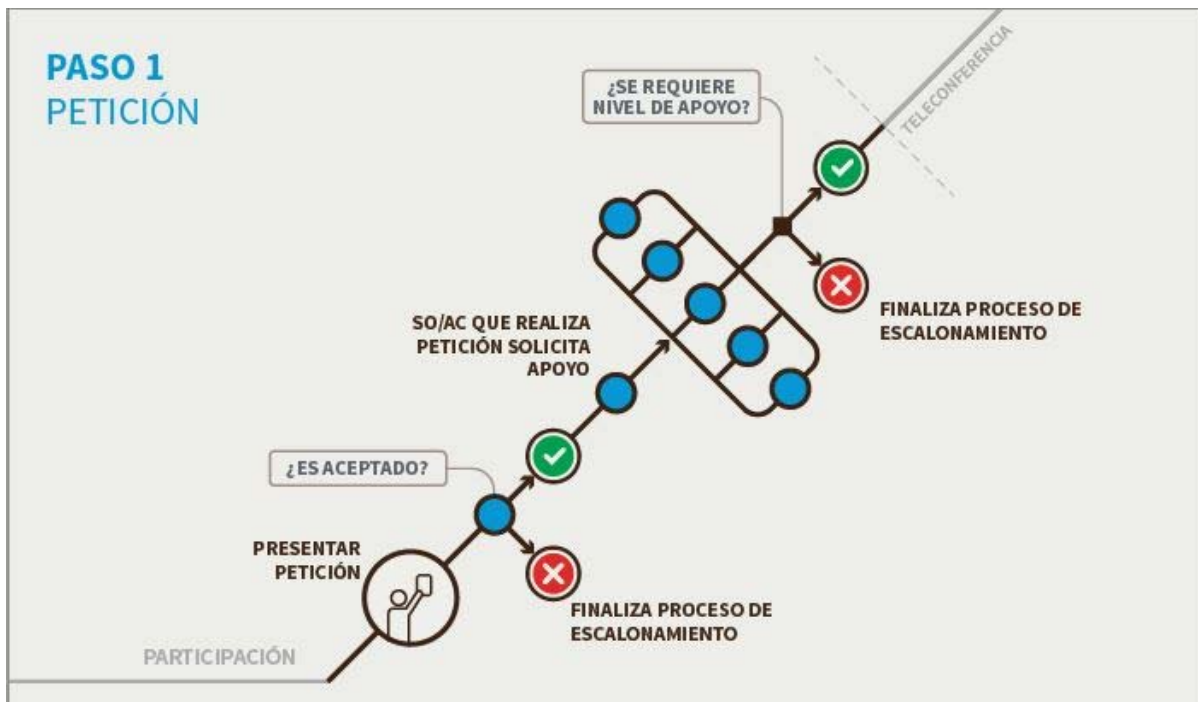 PASO 1
PETICIÓN
¿SE REQUIERE
NIVEL DE APOYO?
TELECONFERENCIA
FINALIZA PROCESO DE
ESCALONAMIENTO
SO/AC QUE REALIZA
PETICIÓN SOLICITA
APOYO
¿ES ACEPTADO?
PRESENTAR
PETICIÓN
FINALIZA PROCESO DE
ESCALONAMIENTO
PARTICIPACIÓN